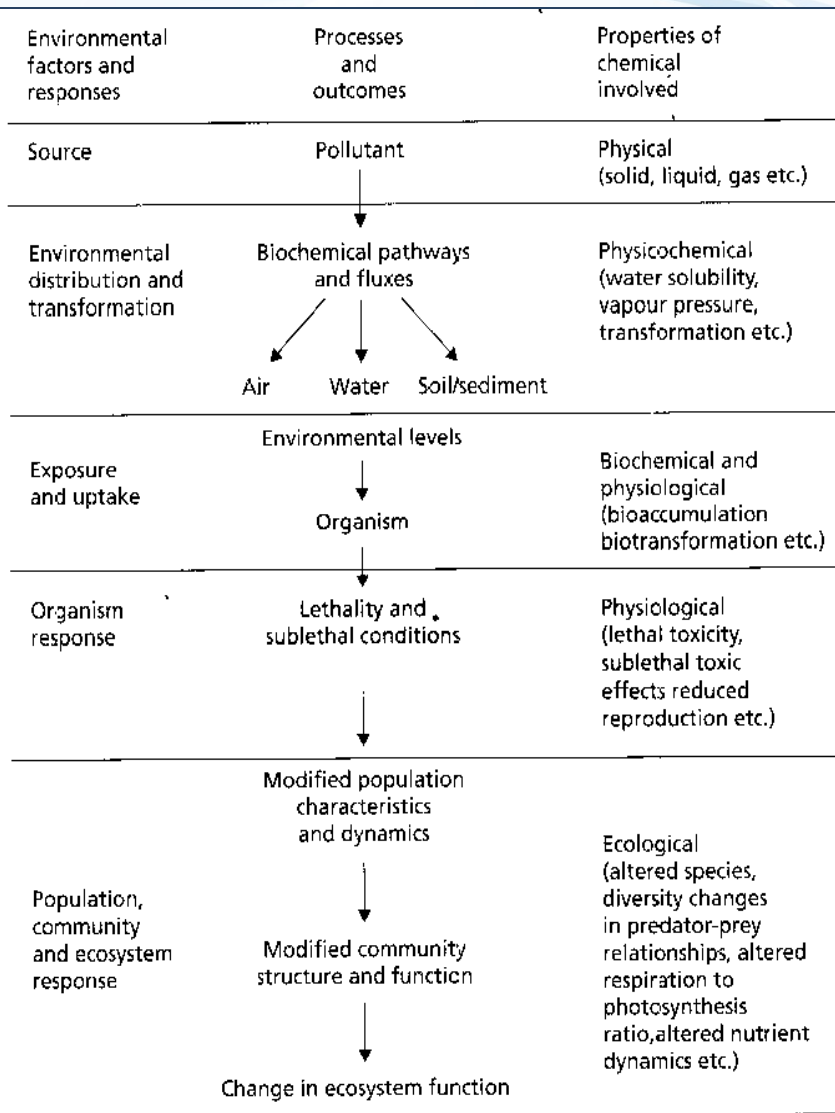 Environmental
factors and
responses
Processes
and
outcomes
Properties of
chemical
involved
Source
Pollutant
Physical
(solid, liquid, gas etc.)
Environmental
distribution and
transformation
Biochemical pathways
and fluxes
Air Water Soil/sediment
Physicochemical
(water solubility,
vapour pressure,
transformation etc.)
Exposure
and uptake
Environmental levels
Organism
Biochemical and
physiological
(bioaccumulation
biotransformation etc.)
Organism
response
Lethality and
sublethal conditions
Physiological
(lethal toxicity,
sublethal toxic
effects reduced
reproduction etc.)
Population,
community
and ecosystem
response
Modified population
characteristics
and dynamics
Modified community
structure and function
Change in ecosystem function
Ecological
(altered species,
diversity changes
in predator-prey
relationships, altered
respiration to
photosynthesis
ratio,altered nutrient
dynamics etc.)